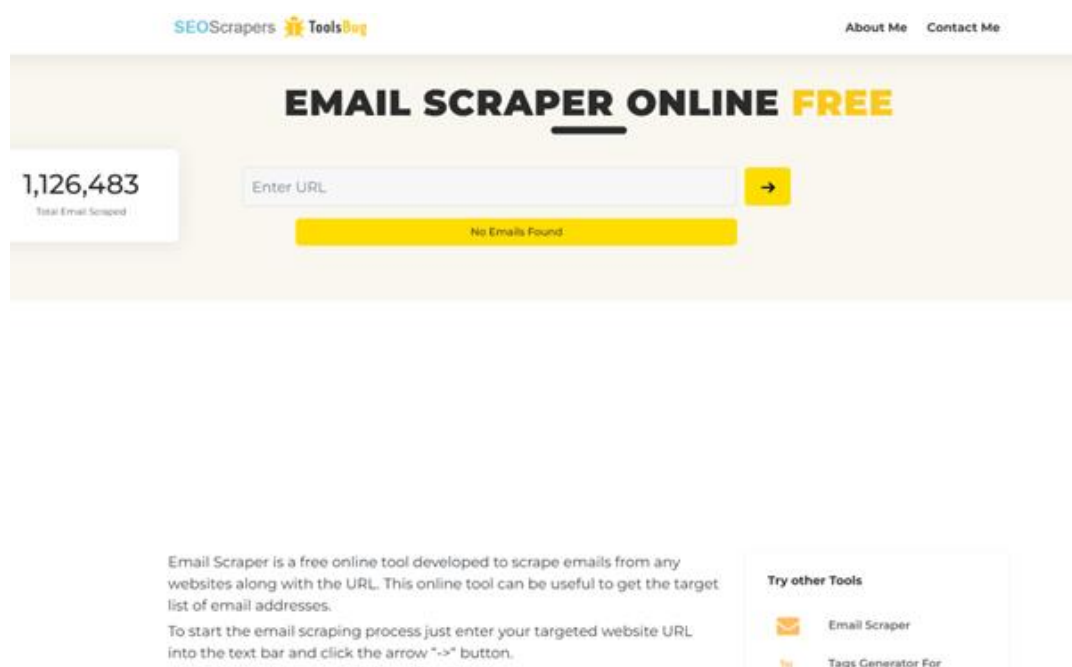 SEOScrapers ToolsBug
About Me Contact Me
EMAIL SCRAPER ONLINE FREE
1,126,483
Total Email Scraped
Enter URL
→
No Emails Found
Email Scraper is a free online tool developed to scrape emails from any
websites along with the URL. This online tool can be useful to get the target
list of email addresses.
To start the email scraping process just enter your targeted website URL
into the text bar and click the arrow "->" button.
Try other Tools
Email Scraper
Tags Generator For